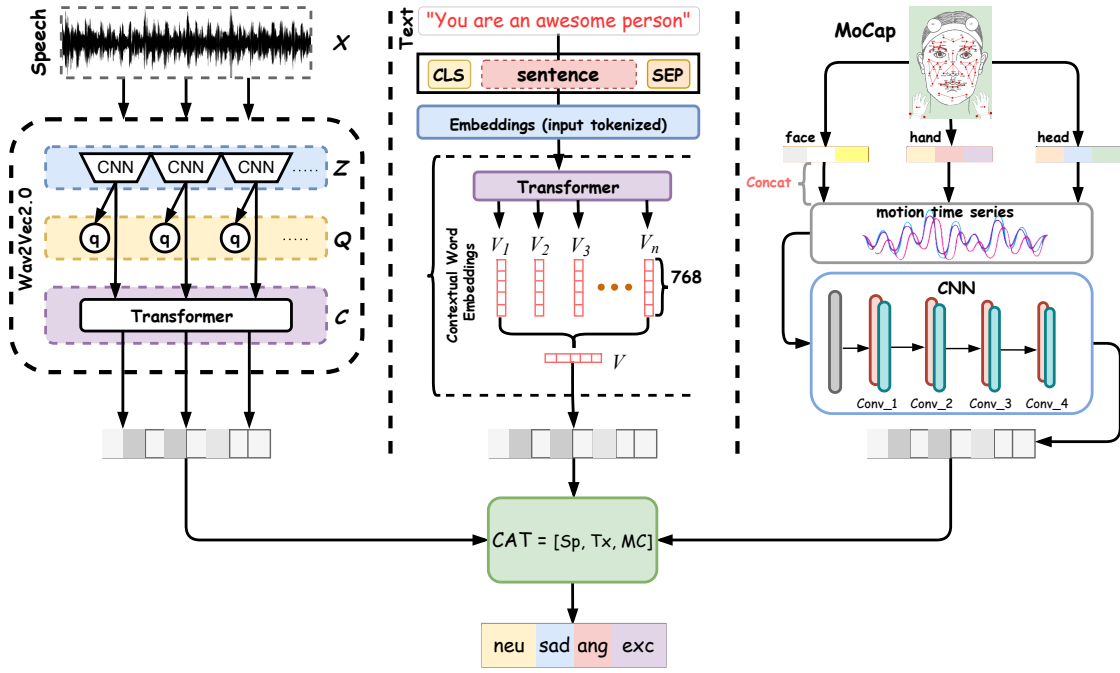 Speech
X
Wav2Vec2.0
CNN CNN CNN ..... Z
q q q ..... Q
Transformer C
Text
"You are an awesome person"
CLS sentence SEP
Embeddings (input tokenized)
Contextual Word
Embeddings
Transformer
V1 V2 V3 Vn
768
V
MoCap
face hand head
Concat
motion time series
CNN
Conv_1 Conv_2 Conv_3 Conv_4
CAT = [Sp, Tx, MC]
neu sad ang exc